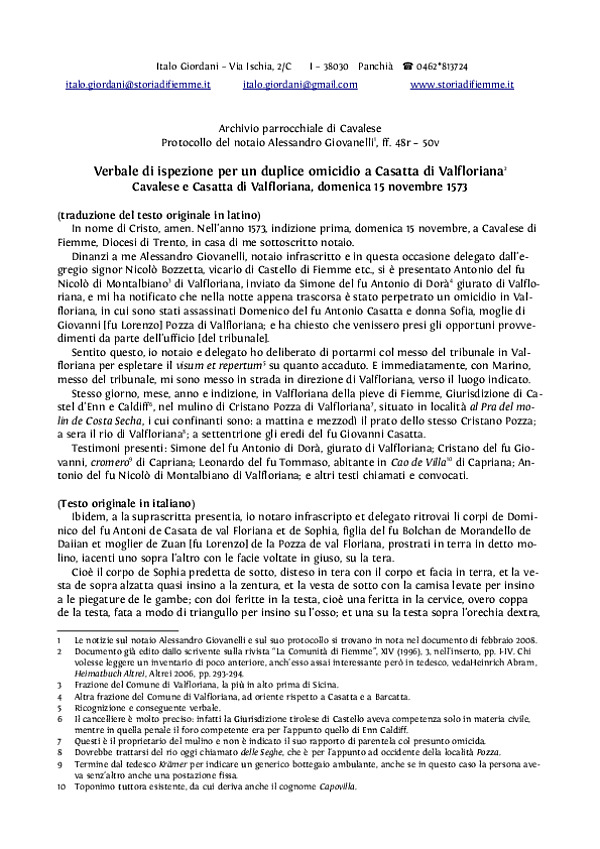 Italo Giordani – Via Ischia, 2/C I – 38030 Panchià ☎ 0462*813724
italo.giordani@storiadifiemme.it italo.giordani@gmail.com www.storiadifiemme.it
Archivio parrocchiale di Cavalese
Protocollo del notaio Alessandro Giovanelli1, ff. 48r – 50v
Verbale di ispezione per un duplice omicidio a Casatta di Valfloriana2
Cavalese e Casatta di Valfloriana, domenica 15 novembre 1573
(traduzione del testo originale in latino)
In nome di Cristo, amen. Nell'anno 1573, indizione prima, domenica 15 novembre, a Cavalese di
Fiemme, Diocesi di Trento, in casa di me sottoscritto notaio.
Dinanzi a me Alessandro Giovanelli, notaio infrascritto e in questa occasione delegato dall'e-
gregio signor Nicolò Bozzetta, vicario di Castello di Fiemme etc., si è presentato Antonio del fu
Nicolò di Montalbiano3 di Valfloriana, inviato da Simone del fu Antonio di Dorà4 giurato di Valflo-
riana, e mi ha notificato che nella notte appena trascorsa è stato perpetrato un omicidio in Val-
floriana, in cui sono stati assassinati Domenico del fu Antonio Casatta e donna Sofia, moglie di
Giovanni [fu Lorenzo] Pozza di Valfloriana; e ha chiesto che venissero presi gli opportuni provve-
dimenti da parte dell'ufficio [del tribunale].
Sentito questo, io notaio e delegato ho deliberato di portarmi col messo del tribunale in Val-
floriana per espletare il visum et repertum5 su quanto accaduto. E immediatamente, con Marino,
messo del tribunale, mi sono messo in strada in direzione di Valfloriana, verso il luogo indicato.
Stesso giorno, mese, anno e indizione, in Valfloriana della pieve di Fiemme, Giurisdizione di Ca-
stel d'Enn e Caldiff6, nel mulino di Cristano Pozza di Valfloriana7, situato in località al Pra del mo-
lin de Costa Secha, i cui confinanti sono: a mattina e mezzodì il prato dello stesso Cristano Pozza;
a sera il rio di Valfloriana8; a settentrione gli eredi del fu Giovanni Casatta.
Testimoni presenti: Simone del fu Antonio di Dorà, giurato di Valfloriana; Cristano del fu Gio-
vanni, cromero9 di Capriana; Leonardo del fu Tommaso, abitante in Cao de Villa10 di Capriana; An-
tonio del fu Nicolò di Montalbiano di Valfloriana; e altri testi chiamati e convocati.
(Testo originale in italiano)
Ibidem, a la suprascritta presentia, io notaro infrascripto et delegato ritrovai li corpi de Domi-
nico del fu Antoni de Casata de val Floriana et de Sophia, figlia del fu Bolchan de Morandello de
Daiian et moglier de Zuan [fu Lorenzo] de la Pozza de val Floriana, prostrati in terra in detto mo-
lino, iacenti uno sopra l'altro con le facie voltate in giuso, su la tera.
Cioè il corpo de Sophia predetta de sotto, disteso in tera con il corpo et facia in terra, et la ve-
sta de sopra alzatta quasi insino a la zentura, et la vesta de sotto con la camisa levate per insino
a le piegature de le gambe; con doi feritte in la testa, cioè una feritta in la cervice, overo coppa
de la testa, fata a modo di triangullo per insino su l'osso; et una su la testa sopra l'orechia dextra,
1 Le notizie sul notaio Alessandro Giovanelli e sul suo protocollo si trovano in nota nel documento di febbraio 2008.
2 Documento già edito dallo scrivente sulla rivista "La Comunità di Fiemme", XIV (1996), 3, nell'inserto, pp. I-IV. Chi
volesse leggere un inventario di poco anteriore, anch'esso assai interessante però in tedesco, vedaHeinrich Abram,
Heimatbuch Altrei, Altrei 2006, pp. 293-294.
3 Frazione del Comune di Valfloriana, la più in alto prima di Sicina.
4 Altra frazione del Comune di Valfloriana, ad oriente rispetto a Casatta e a Barcatta.
5 Ricognizione e conseguente verbale.
6 Il cancelliere è molto preciso: infatti la Giurisdizione tirolese di Castello aveva competenza solo in materia civile,
mentre in quella penale il foro competente era per l'appunto quello di Enn Caldiff.
7 Questi è il proprietario del mulino e non è indicato il suo rapporto di parentela col presunto omicida.
8 Dovrebbe trattarsi del rio oggi chiamato delle Seghe, che è per l'appunto ad occidente della località Pozza.
9 Termine dal tedesco Krämer per indicare un generico bottegaio ambulante, anche se in questo caso la persona ave-
va senz'altro anche una postazione fissa.
10 Toponimo tuttora esistente, da cui deriva anche il cognome Capovilla.